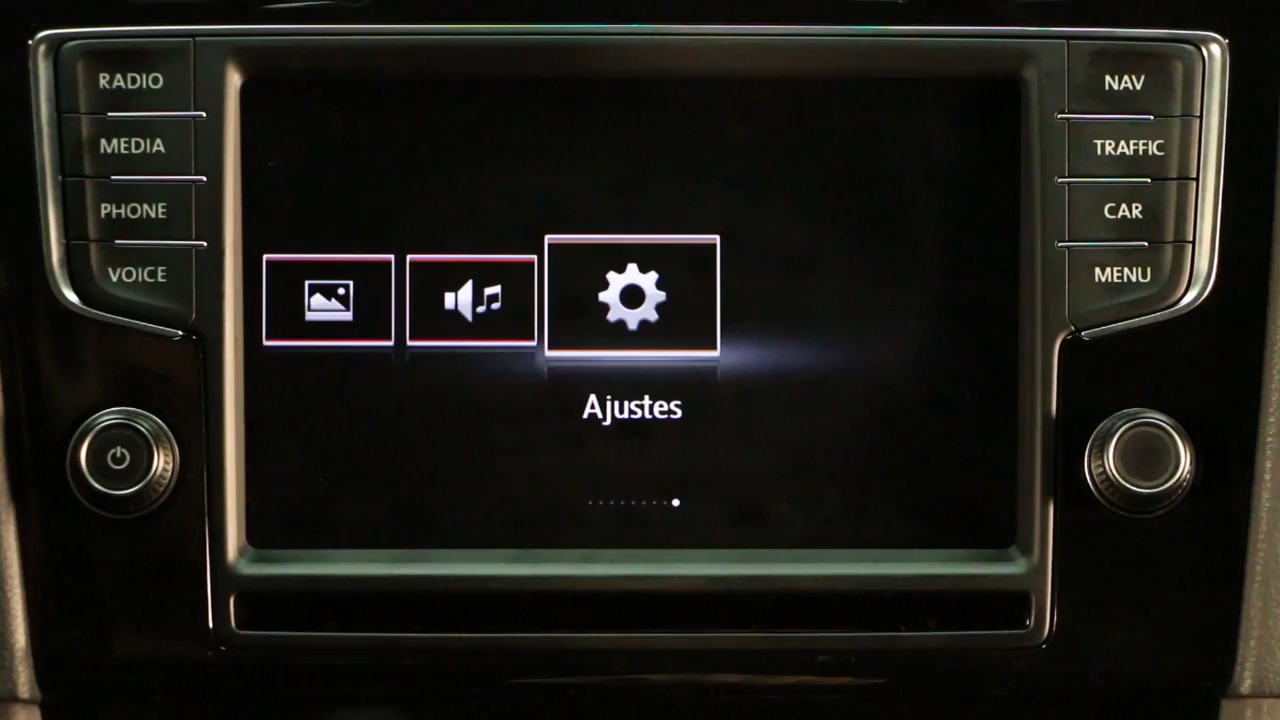 RADIO
MEDIA
PHONE
VOICE
Ajustes
NAV
TRAFFIC
CAR
MENU